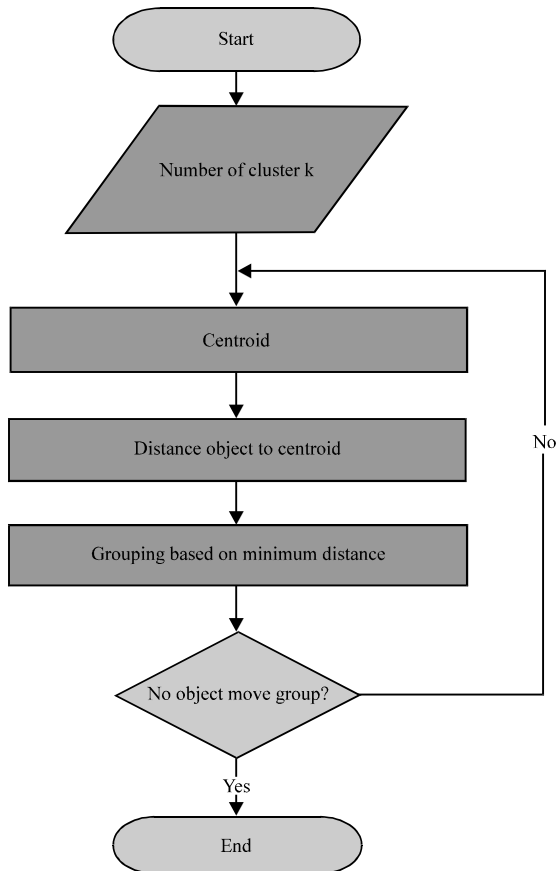 Start
Number of cluster k
Centroid
Distance object to centroid
No
Grouping based on minimum distance
No object move group?
Yes
End